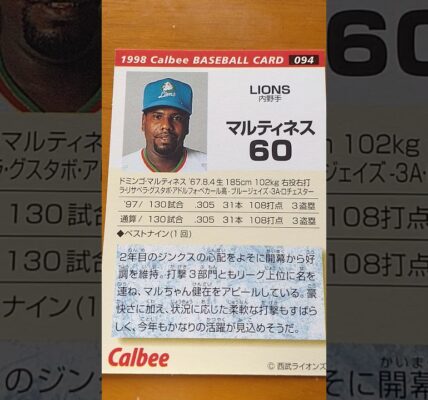 1998 Calbee BASEBALL CARD 094
Lions
LIONS
内野手
マルティネス
60
ドミンゴ・マルティネス '67.8.4生 185cm 102kg 右投右打
ラリサベラ・グスタボ・アドルフォベカール高-ブルージェイズ-3A・ロチェスター
'97/ 130試合 .305 31本 108打点 3盗塁
通算/ 130試合 .305 31本 108打点 3盗塁
◆ベストナイン(1回)
2年目のジンクスの心配をよそに開幕から好
調を維持。打撃3部門ともリーグ上位に名を
連ね、マルちゃん健在をアピールしている。豪
快さに加え、状況に応じた柔軟な打撃もすばら
しく、今年もかなりの活躍が見込めそうだ。
Calbee
© 西武ライオンズ